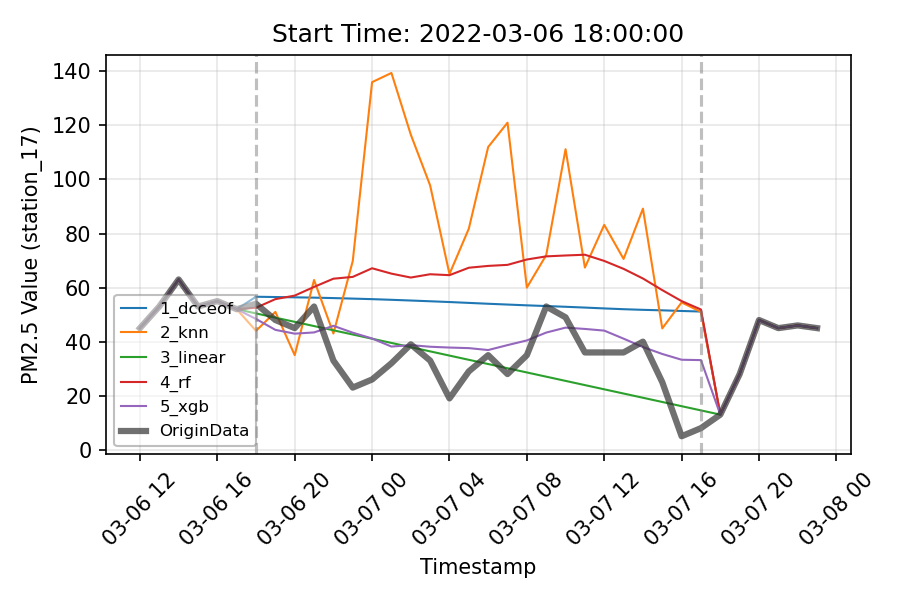 Start Time: 2022-03-06 18:00:00
PM2.5 Value (station_17)
140
120
100
80
60
40
20
0
1_dcceof
2_knn
3_linear
4_rf
5_xgb
OriginData
03-06 12
03-06 16
03-06 20
03-07 00
03-07 04
03-07 08
03-07 12
03-07 16
03-07 20
03-08 00
Timestamp